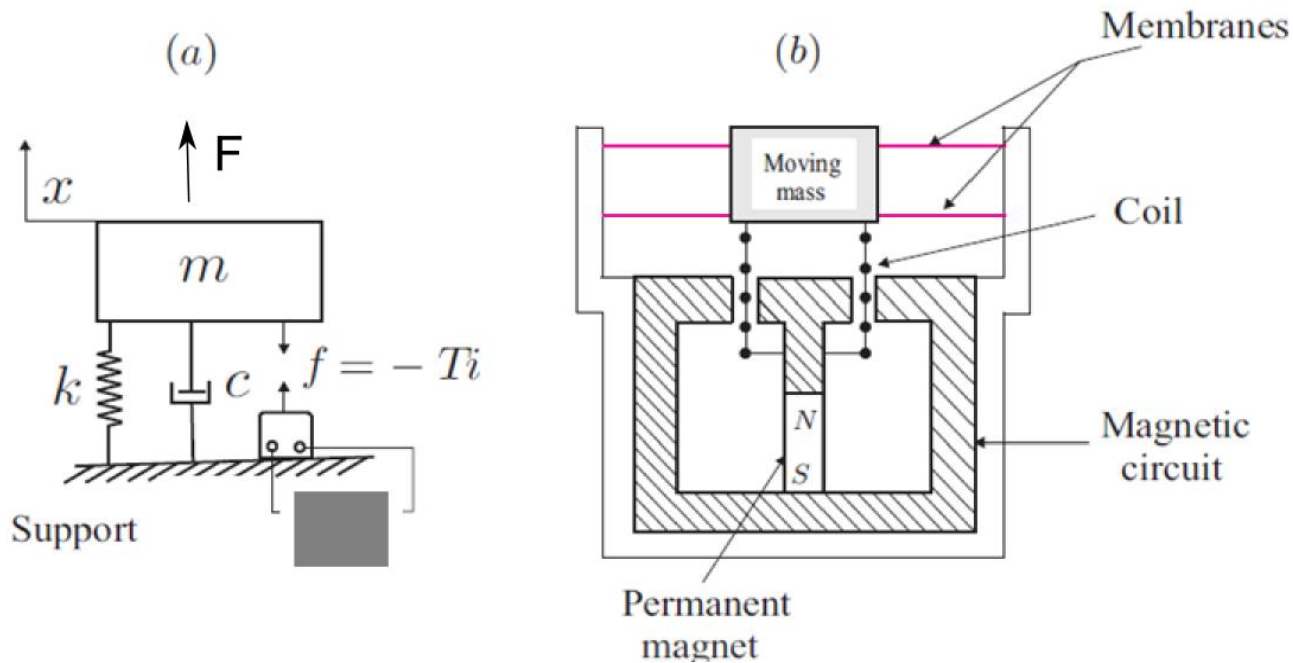 (a)
F
x
m
k
c
f = − Ti
Support
(b)
Membranes
Moving
mass
Coil
N
S
Magnetic
circuit
Permanent
magnet